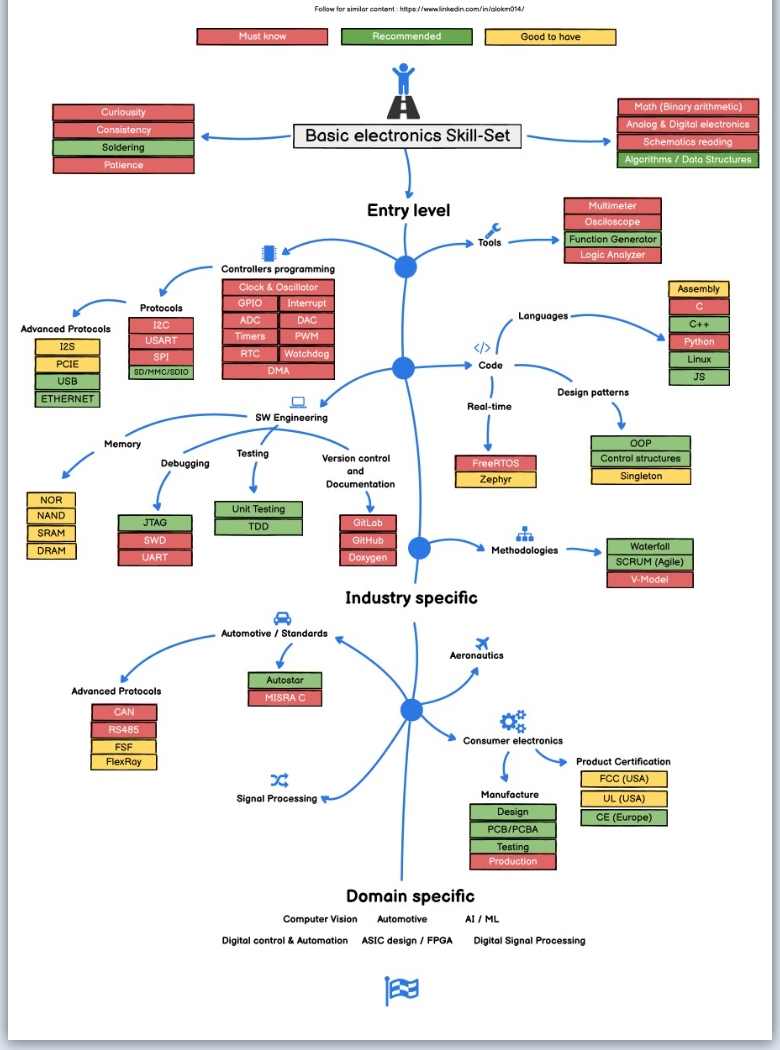 Follow for similar content : https://www.linkedin.com/in/alokm014/
Must know
Recommended
Good to have
Curiousity
Consistency
Soldering
Patience
Basic electronics Skill-Set
Math (Binary arithmetic)
Analog & Digital electronics
Schematics reading
Algorithms / Data Structures
Entry level
Tools
Multimeter
Osciloscope
Function Generator
Logic Analyzer
Controllers programming
Clock & Oscillator
GPIO
Interrupt
ADC
DAC
Timers
PWM
RTC
Watchdog
DMA
Protocols
I2C
USART
SPI
SD/MMC/SDIO
Advanced Protocols
I2S
PCIE
USB
ETHERNET
Code
Languages
Assembly
C
C++
Python
Linux
JS
Design patterns
OOP
Control structures
Singleton
Real-time
FreeRTOS
Zephyr
SW Engineering
Memory
NOR
NAND
SRAM
DRAM
Debugging
JTAG
SWD
UART
Testing
Unit Testing
TDD
Version control
and
Documentation
GitLab
GitHub
Doxygen
Methodologies
Waterfall
SCRUM (Agile)
V-Model
Industry specific
Automotive / Standards
Autostar
MISRA C
Advanced Protocols
CAN
RS485
FSF
FlexRay
Aeronautics
Consumer electronics
Product Certification
FCC (USA)
UL (USA)
CE (Europe)
Manufacture
Design
PCB/PCBA
Testing
Production
Signal Processing
Domain specific
Computer Vision
Automotive
AI / ML
Digital control & Automation
ASIC design / FPGA
Digital Signal Processing